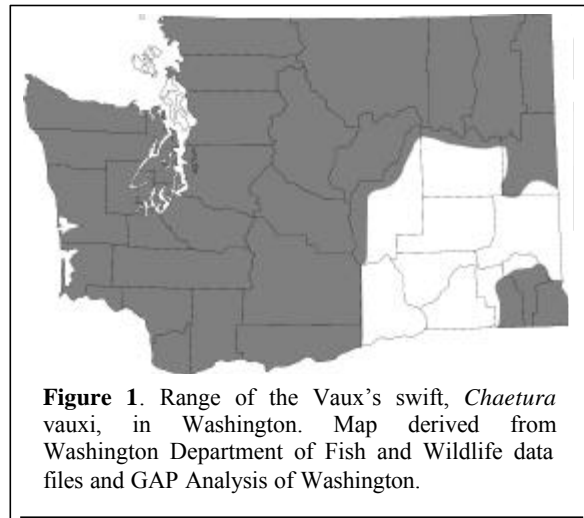 Figure 1. Range of the Vaux's swift, Chaetura
vauxi, in Washington. Map derived from
Washington Department of Fish and Wildlife data
files and GAP Analysis of Washington.